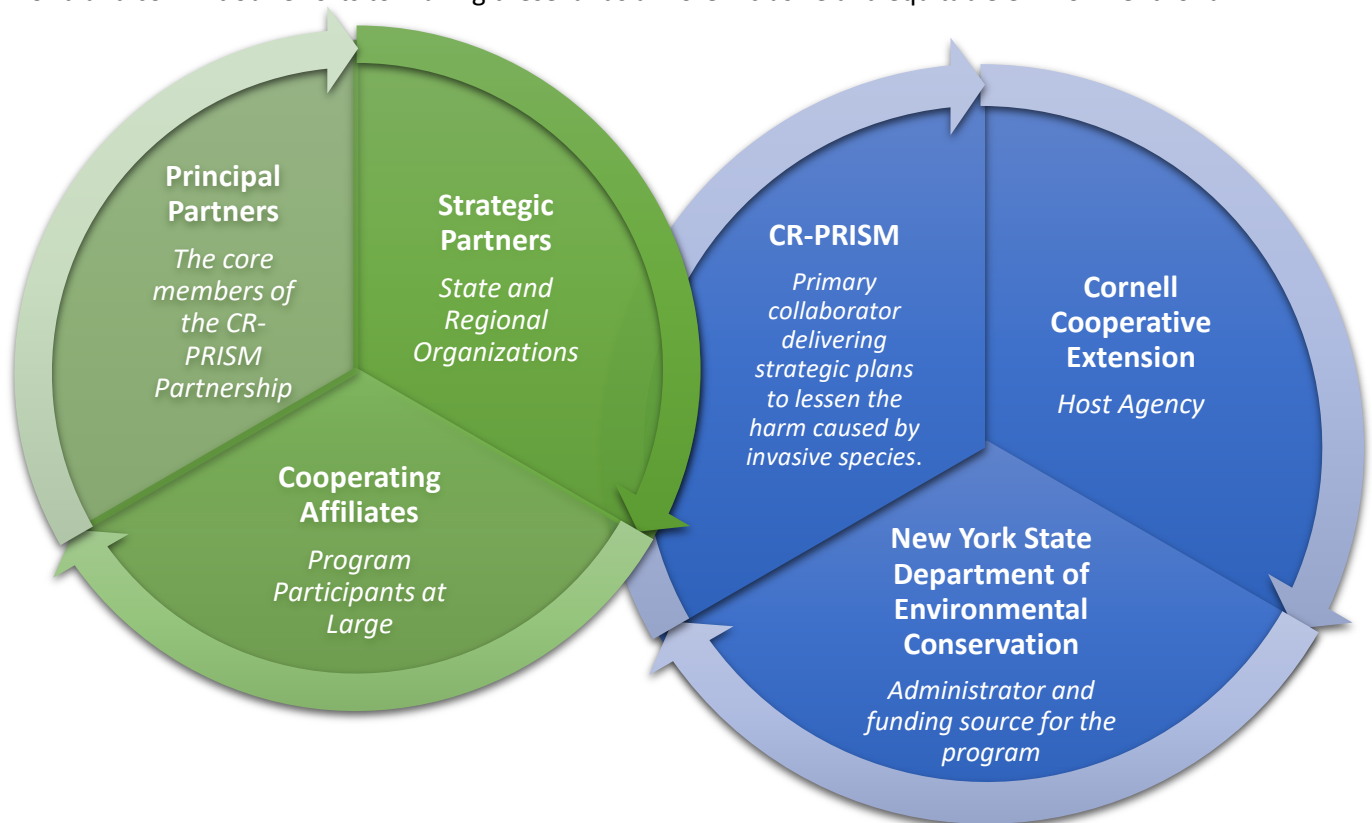 Principal
Partners
The core
members of
the CR-
PRISM
Partnership
Strategic
Partners
State and
Regional
Organizations
Cooperating
Affiliates
Program
Participants at
Large
CR-PRISM
Primary
collaborator
delivering
strategic plans
to lessen the
harm caused by
invasive species.
Cornell
Cooperative
Extension
Host Agency
New York State
Department of
Environmental
Conservation
Administrator and
funding source for the
program